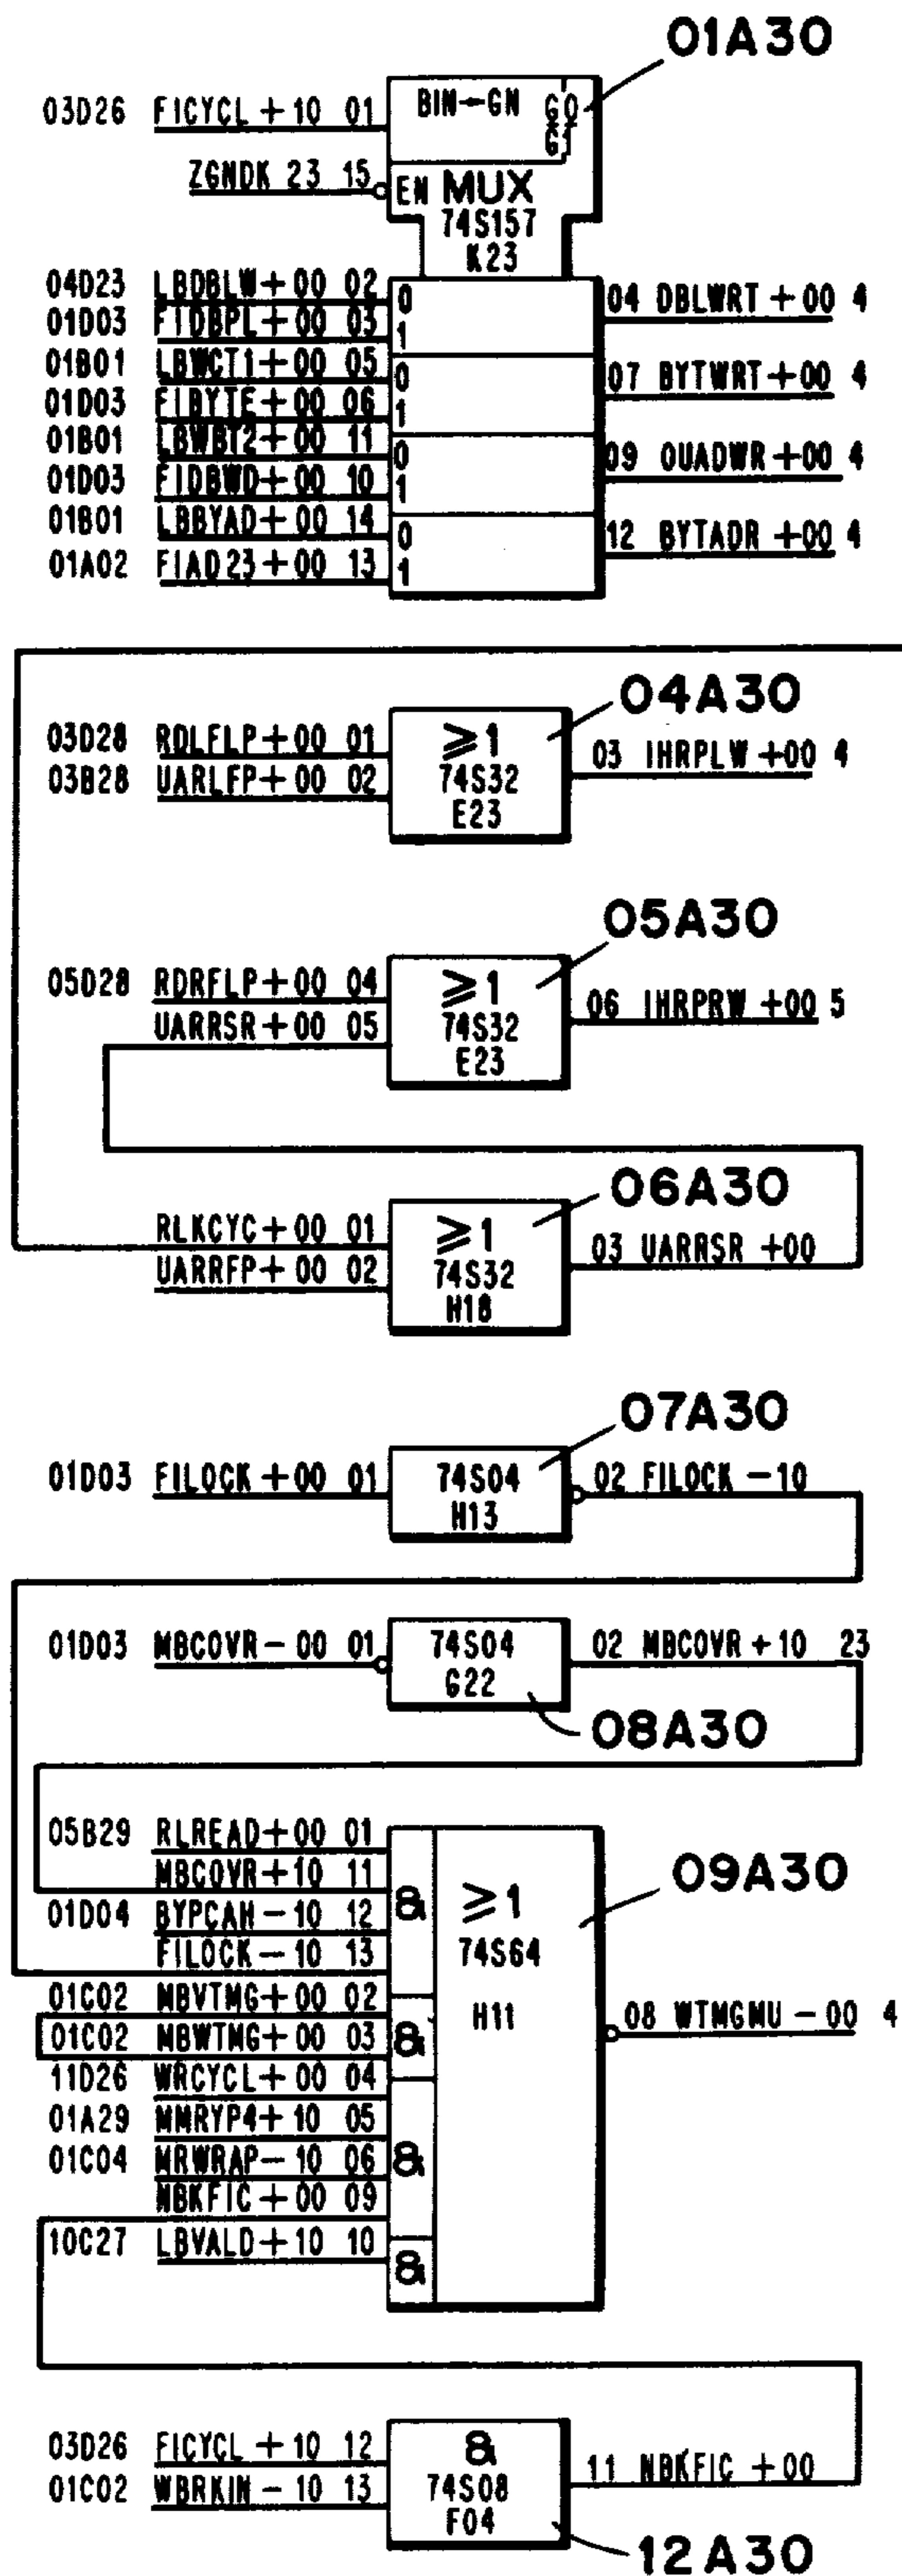 01A30
03D26 FICYCL+10 01 BIN←GN G0
G1
ZGNDK 23 15 EN MUX
74S157
K23
04D23 LBDBLW+00 02 0 04 DBLWRT+00 4
01D03 FIDBPL+00 03 1
01B01 LBWCT1+00 05 0 07 BYTWRT+00 4
01D03 FIBYTE+00 06 1
01B01 LBWBT2+00 11 0 09 QUADWR+00 4
01D03 FIDBWD+00 10 1
01B01 LBBYAD+00 14 0 12 BYTADR+00 4
01A02 FIAD23+00 13 1
04A30
03D28 RDLFLP+00 01 ≥1 03 IHRPLW+00 4
03B28 UARLFP+00 02 74S32
E23
05A30
05D28 RDRFLP+00 04 ≥1 06 IHRPRW+00 5
UARRSR+00 05 74S32
E23
06A30
RLKCYC+00 01 ≥1 03 UARRSR+00
UARRFP+00 02 74S32
H18
07A30
01D03 FILOCK+00 01 74S04 02 FILOCK-10
H13
01D03 MBCOVR-00 01 74S04 02 MBCOVR+10 23
G22
08A30
05B29 RLREAD+00 01
MBCOVR+10 11 09A30
01D04 BYPCAH-10 12 & ≥1
FILOCK-10 13 74S64
01C02 MBVTMG+00 02 H11 08 WTMGMU-00 4
01C02 MBWTMG+00 03 &
11D26 WRCYCL+00 04
01A29 MMRYP4+10 05
01C04 MRWRAP-10 06 &
NBKFIC+00 09
10C27 LBVALD+10 10 &
03D26 FICYCL+10 12 & 11 NBKFIC+00
01C02 WBRKIN-10 13 74S08
F04
12A30